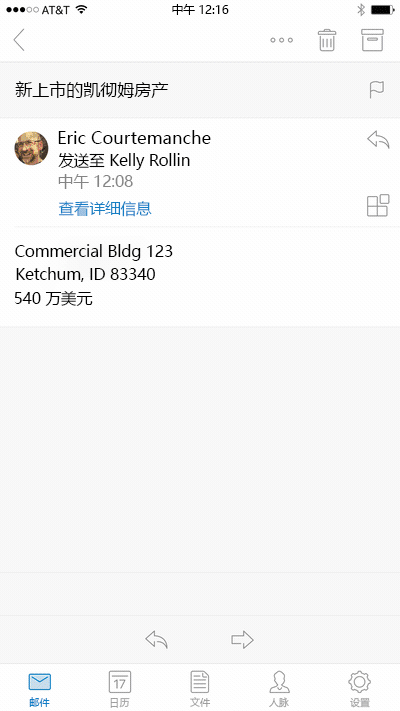 AT&T 中午 12:16
新上市的凯彻姆房产
Eric Courtemanche
发送至 Kelly Rollin
中午 12:08
查看详细信息
Commercial Bldg 123
Ketchum, ID 83340
540 万美元
17
邮件 日历 文件 人脉 设置